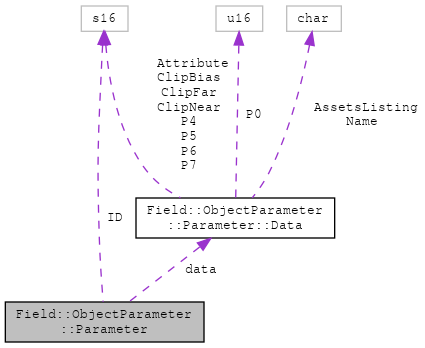 s16
u16
char
Attribute
ClipBias
ClipFar
ClipNear
P4
P5
P6
P7
P0
AssetsListing
Name
Field::ObjectParameter
::Parameter::Data
ID
data
Field::ObjectParameter
::Parameter